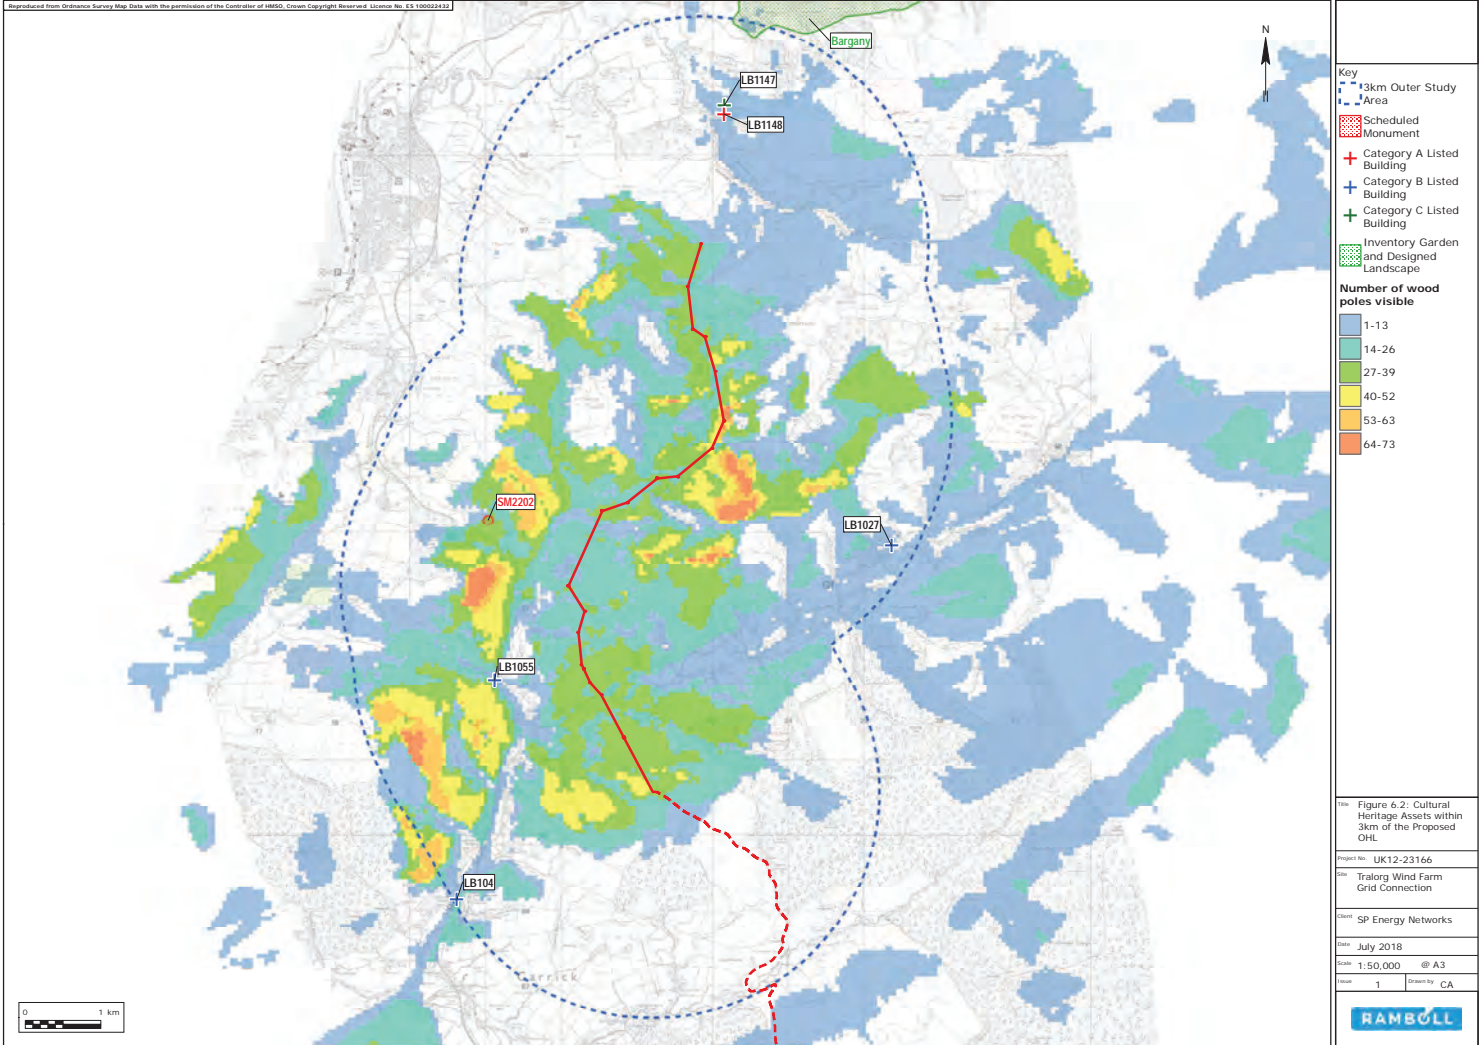 Reproduced from Ordnance Survey Map Data with the permission of the Controller of HMSO, Crown Copyright Reserved Licence No. ES 100022432
Bargany
N
LB1147
LB1148
SM2202
LB1027
LB1055
LB104
Carrick
0 1 km
Key
3km Outer Study
Area
Scheduled
Monument
Category A Listed
Building
Category B Listed
Building
Category C Listed
Building
Inventory Garden
and Designed
Landscape
Number of wood
poles visible
1-13
14-26
27-39
40-52
53-63
64-73
Title Figure 6.2: Cultural
Heritage Assets within
3km of the Proposed
OHL
Project No. UK12-23166
Site Tralorg Wind Farm
Grid Connection
Client SP Energy Networks
Date July 2018
Scale 1:50,000 @ A3
Issue 1 Drawn by CA
RAMBOLL